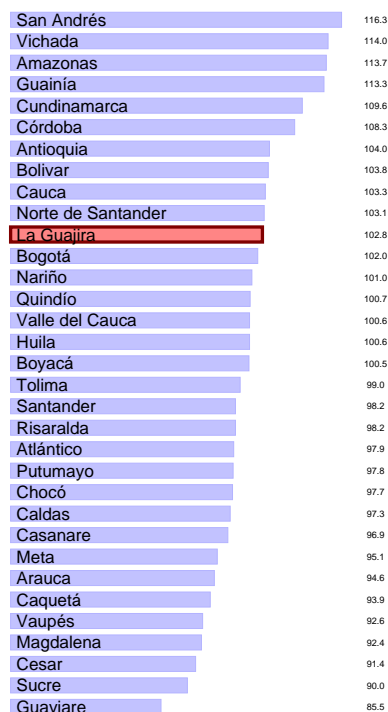 San Andrés 116.3
Vichada 114.0
Amazonas 113.7
Guainía 113.3
Cundinamarca 109.6
Córdoba 108.3
Antioquia 104.0
Bolivar 103.8
Cauca 103.3
Norte de Santander 103.1
La Guajira 102.8
Bogotá 102.0
Nariño 101.0
Quindío 100.7
Valle del Cauca 100.6
Huila 100.6
Boyacá 100.5
Tolima 99.0
Santander 98.2
Risaralda 98.2
Atlántico 97.9
Putumayo 97.8
Chocó 97.7
Caldas 97.3
Casanare 96.9
Meta 95.1
Arauca 94.6
Caquetá 93.9
Vaupés 92.6
Magdalena 92.4
Cesar 91.4
Sucre 90.0
Guaviare 85.5